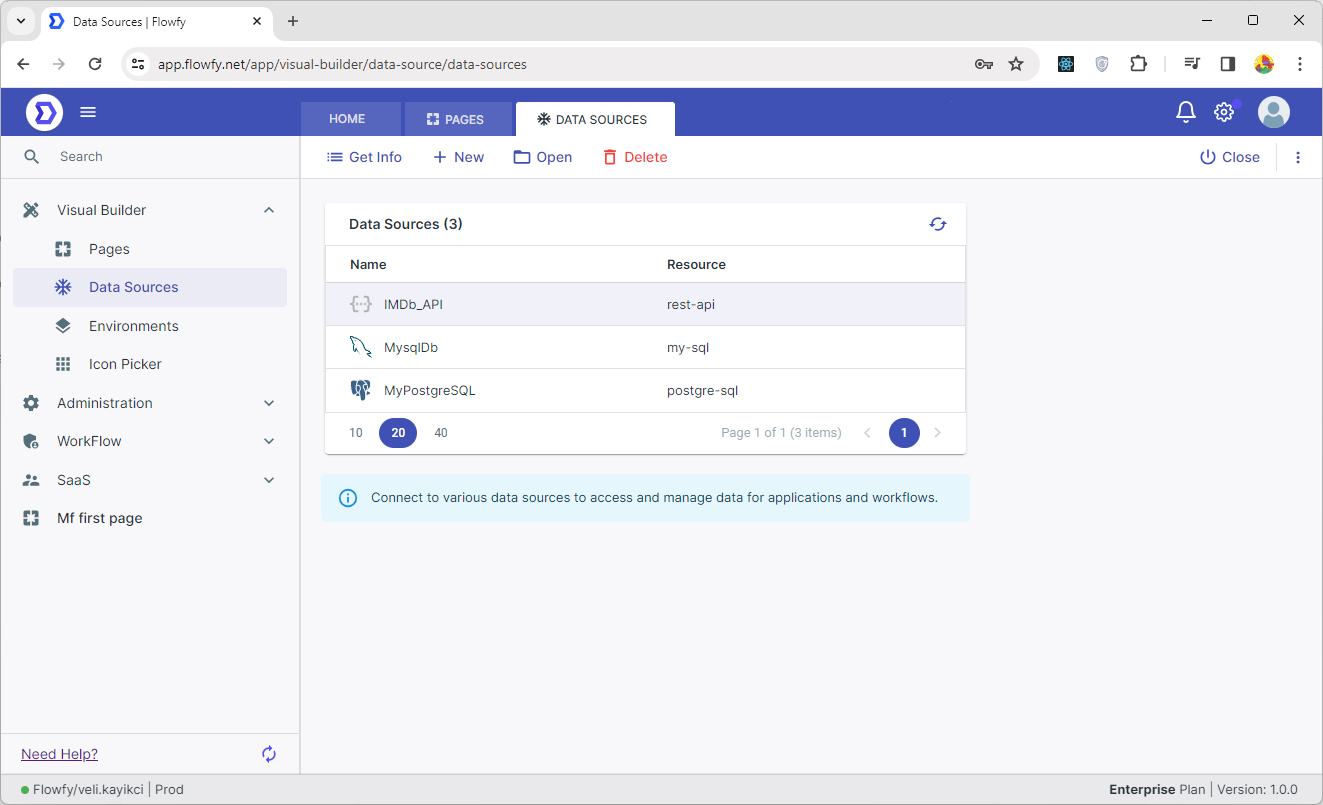 Data Sources | Flowfy
app.flowfy.net/app/visual-builder/data-source/data-sources
HOME PAGES DATA SOURCES
Search
Get Info New Open Delete Close
Visual Builder
Pages
Data Sources
Environments
Icon Picker
Administration
WorkFlow
SaaS
Mf first page
Data Sources (3)
Name Resource
IMDb_API rest-api
MysqlDb my-sql
MyPostgreSQL postgre-sql
10 20 40 Page 1 of 1 (3 items) 1
Connect to various data sources to access and manage data for applications and workflows.
Need Help?
Flowfy/veli.kayikci | Prod
Enterprise Plan | Version: 1.0.0